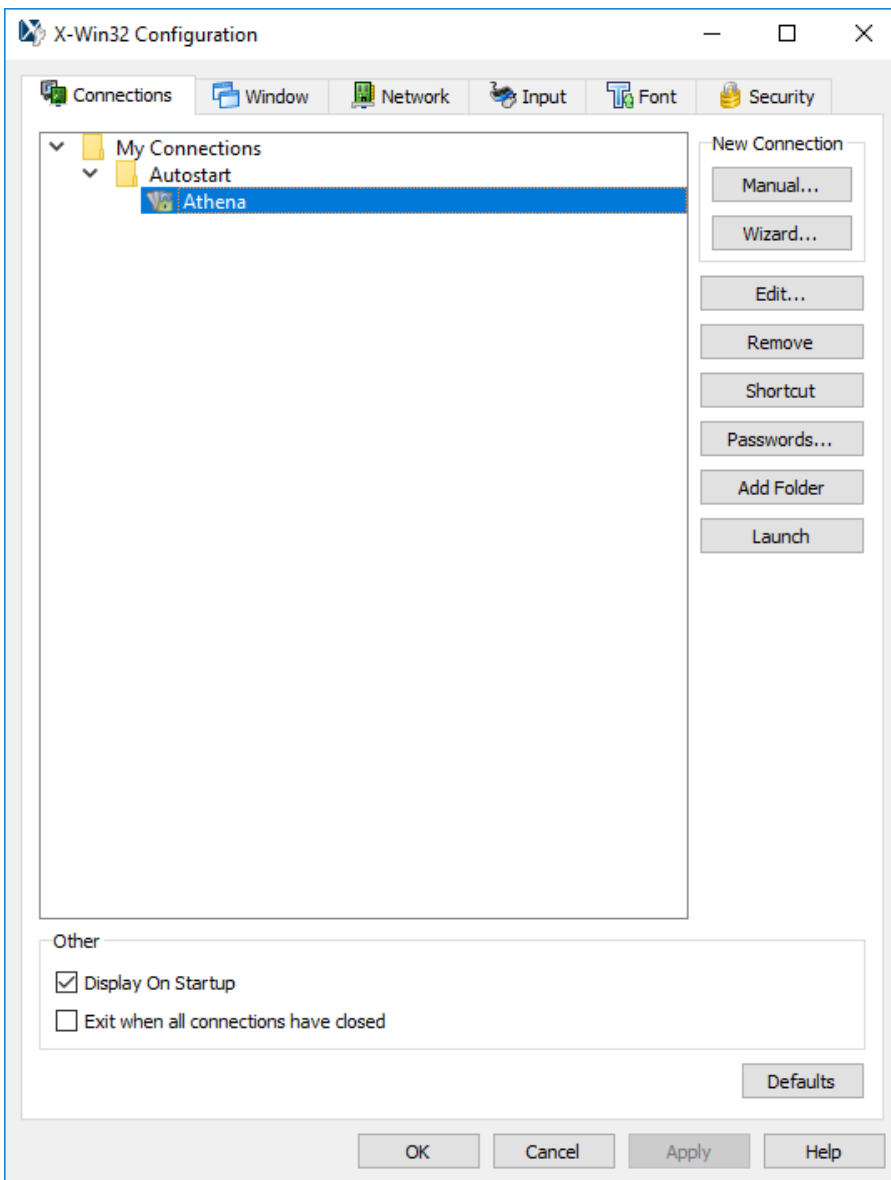 X-Win32 Configuration
Connections Window Network Input Font Security
My Connections
Autostart
Athena
New Connection
Manual...
Wizard...
Edit...
Remove
Shortcut
Passwords...
Add Folder
Launch
Other
Display On Startup
Exit when all connections have closed
Defaults
OK Cancel Apply Help